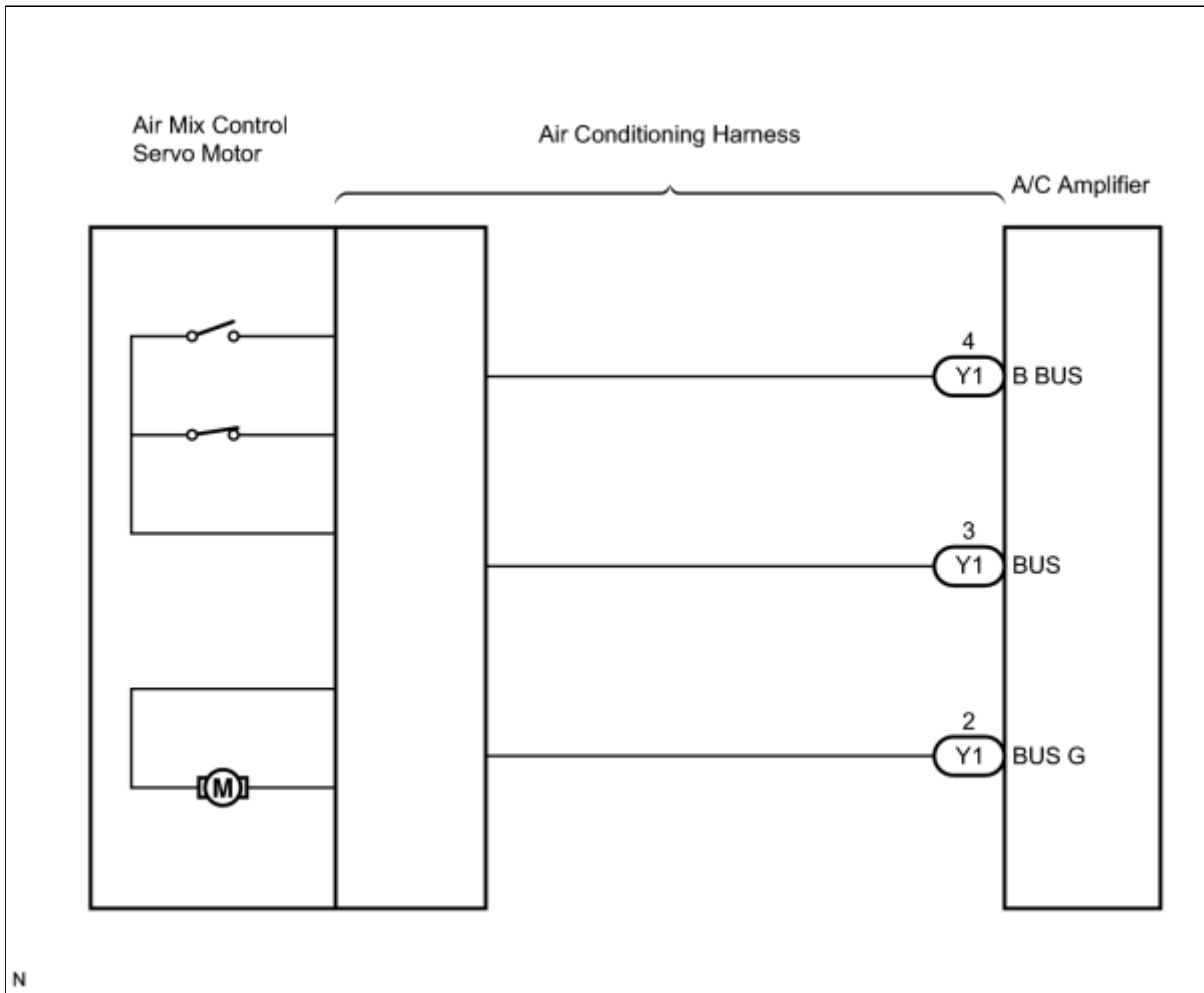 Air Mix Control
Servo Motor
Air Conditioning Harness
A/C Amplifier
4
Y1 B BUS
3
Y1 BUS
2
Y1 BUS G
M
N